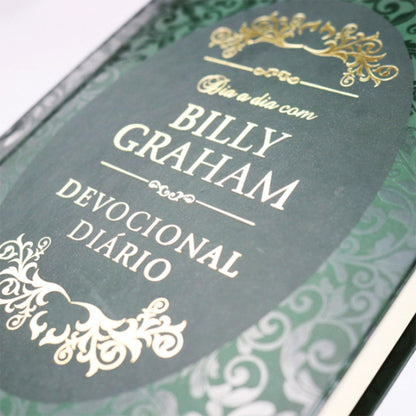 Dia a dia com
BILLY
GRAHAM
DEVOCIONAL
DIÁRIO